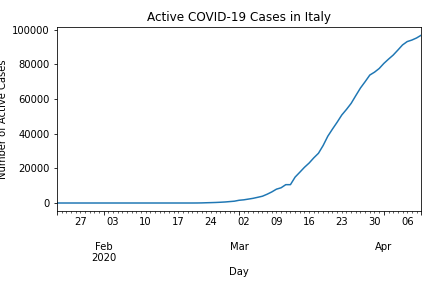 Active COVID-19 Cases in Italy
Number of Active Cases
100000
80000
60000
40000
20000
0
27 03 10 17 24 02 09 16 23 30 06
Feb Mar Apr
2020
Day